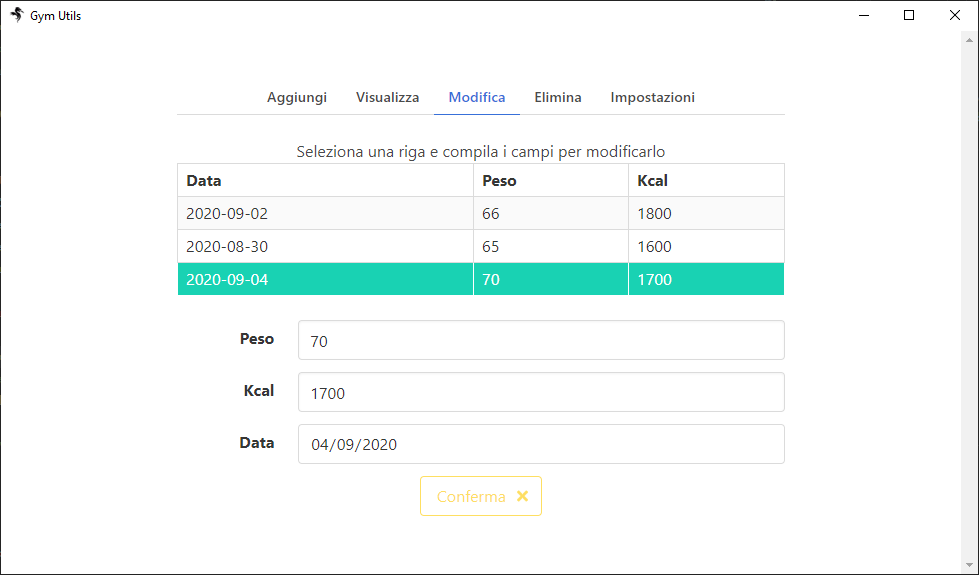 Gym Utils
Aggiungi Visualizza Modifica Elimina Impostazioni
Seleziona una riga e compila i campi per modificarlo
Data Peso Kcal
2020-09-02 66 1800
2020-08-30 65 1600
2020-09-04 70 1700
Peso 70
Kcal 1700
Data 04/09/2020
Conferma